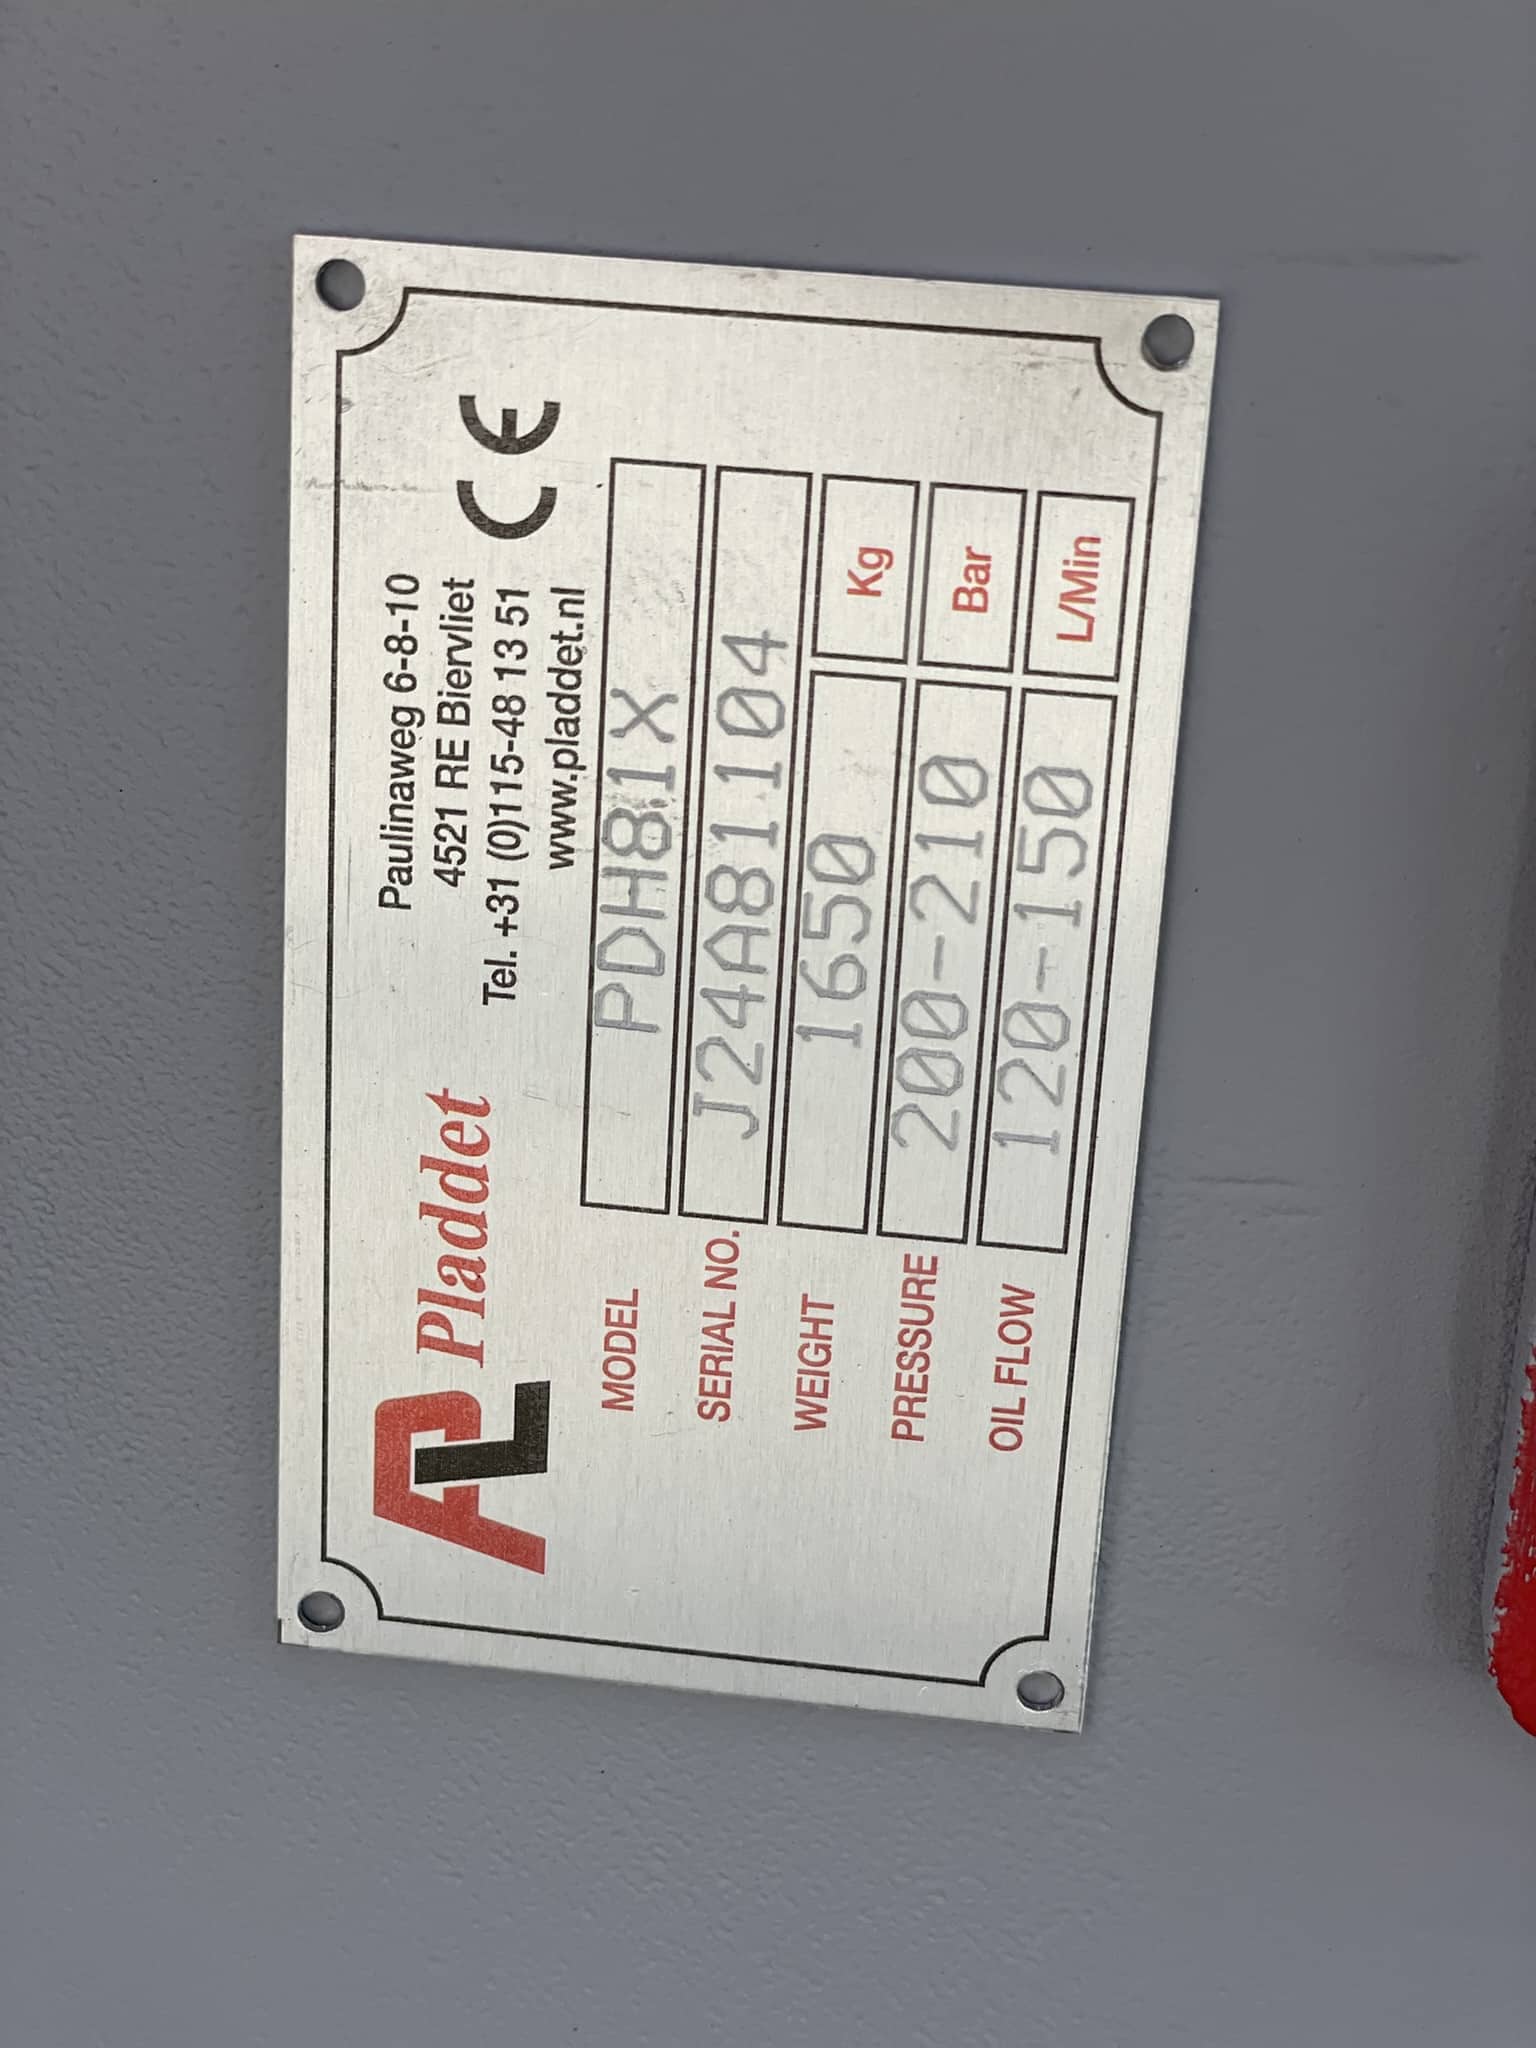 AL Pladdet
Paulinaweg 6-8-10
4521 RE Biervliet
Tel. +31 (0)115-48 13 51
www.pladdet.nl
CE
MODEL PDH81X
SERIAL NO. J24A81104
WEIGHT 1650 Kg
PRESSURE 200-210 Bar
OIL FLOW 120-150 L/Min